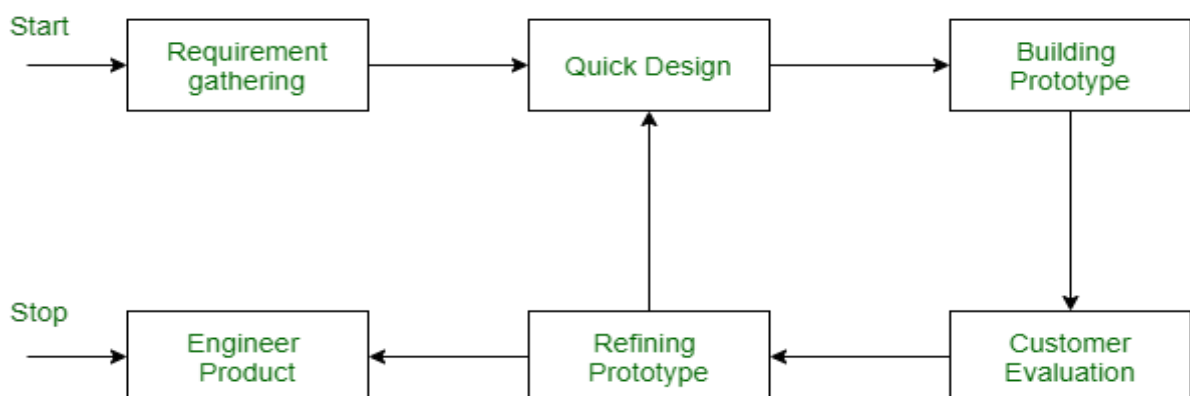 Start
Requirement
gathering
Quick Design
Building
Prototype
Stop
Engineer
Product
Refining
Prototype
Customer
Evaluation